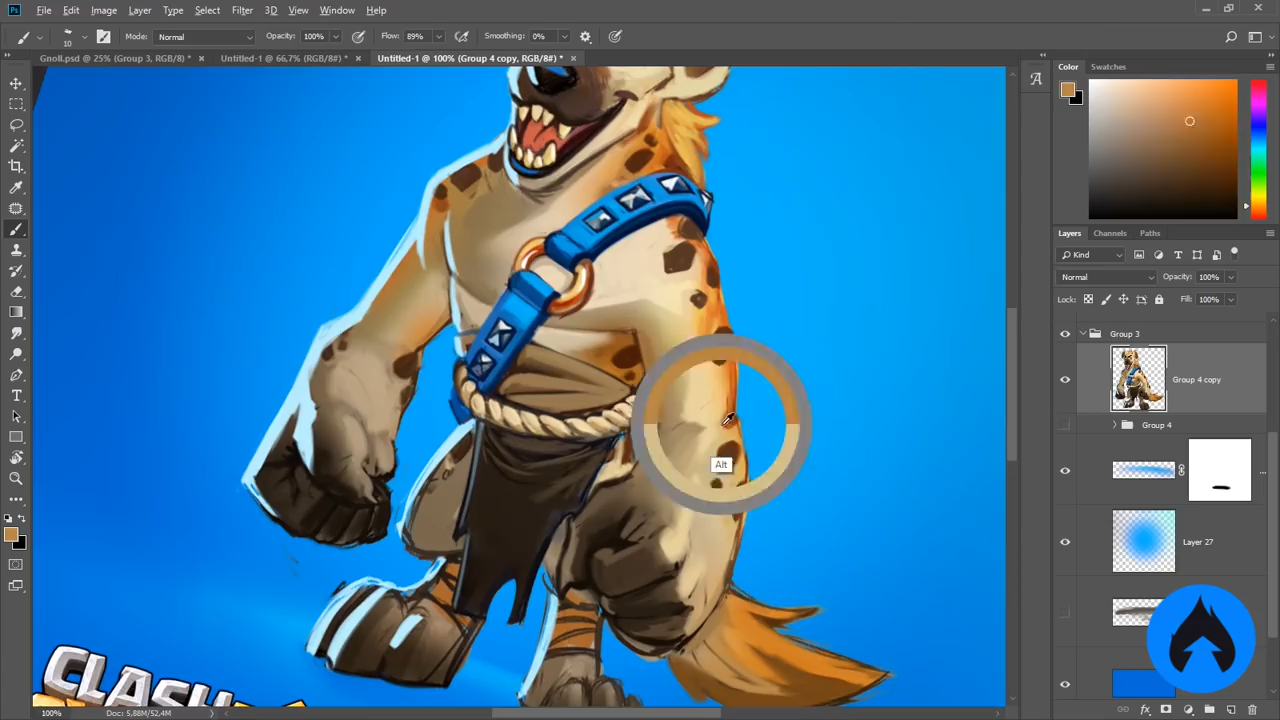 Ps File Edit Image Layer Type Select Filter 3D View Window Help
10 Mode: Normal Opacity: 100% Flow: 89% Smoothing: 0%
Gnoll.psd @ 25% (Group 3, RGB/8) * × Untitled-1 @ 66,7% (RGB/8#) * × Untitled-1 @ 100% (Group 4 copy, RGB/8#) * ×
Color Swatches
Layers Channels Paths
Kind
Normal Opacity: 100%
Lock: Fill: 100%
Group 3
Group 4 copy
Group 4
Layer 27
Alt
CLASH
100% Doc: 5,88M/52,4M